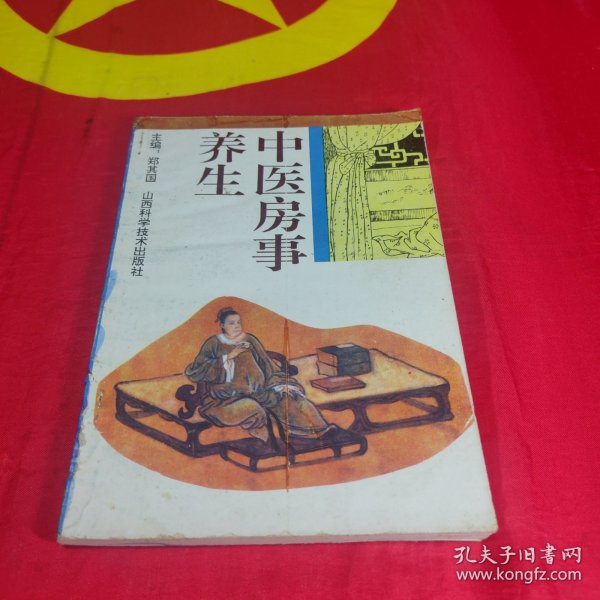 中医房事
养生
主编：郑其国 山西科学技术出版社
孔夫子旧书网
www.kongfz.com